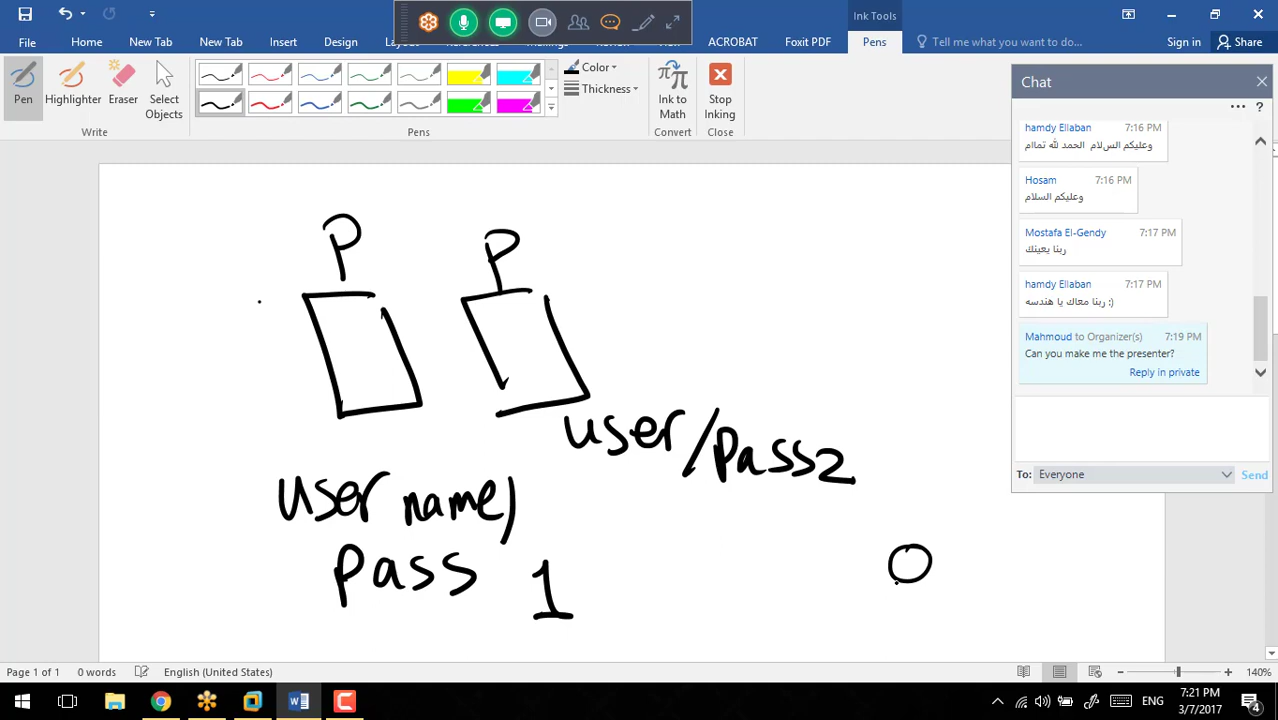 Ink Tools
File
Home
New Tab
New Tab
Insert
Design
ACROBAT
Foxit PDF
Pens
Tell me what you want to do...
Sign in
Share
Pen
Highlighter
Eraser
Select
Objects
Color
Thickness
Ink to
Math
Stop
Inking
Write
Pens
Convert
Close
Chat
hamdy Ellaban 7:16 PM
وعليكم السلام الحمد لله تمااام
Hosam 7:16 PM
وعليكم السلام
Mostafa El-Gendy 7:17 PM
ربنا يعينك
hamdy Ellaban 7:17 PM
ربنا معاك يا هندسه :)
Mahmoud to Organizer(s) 7:19 PM
Can you make me the presenter?
Reply in private
To: Everyone
Send
P P
user/pass2
user name/
pass 1
Page 1 of 1
0 words
English (United States)
140%
ENG
7:21 PM
3/7/2017
4